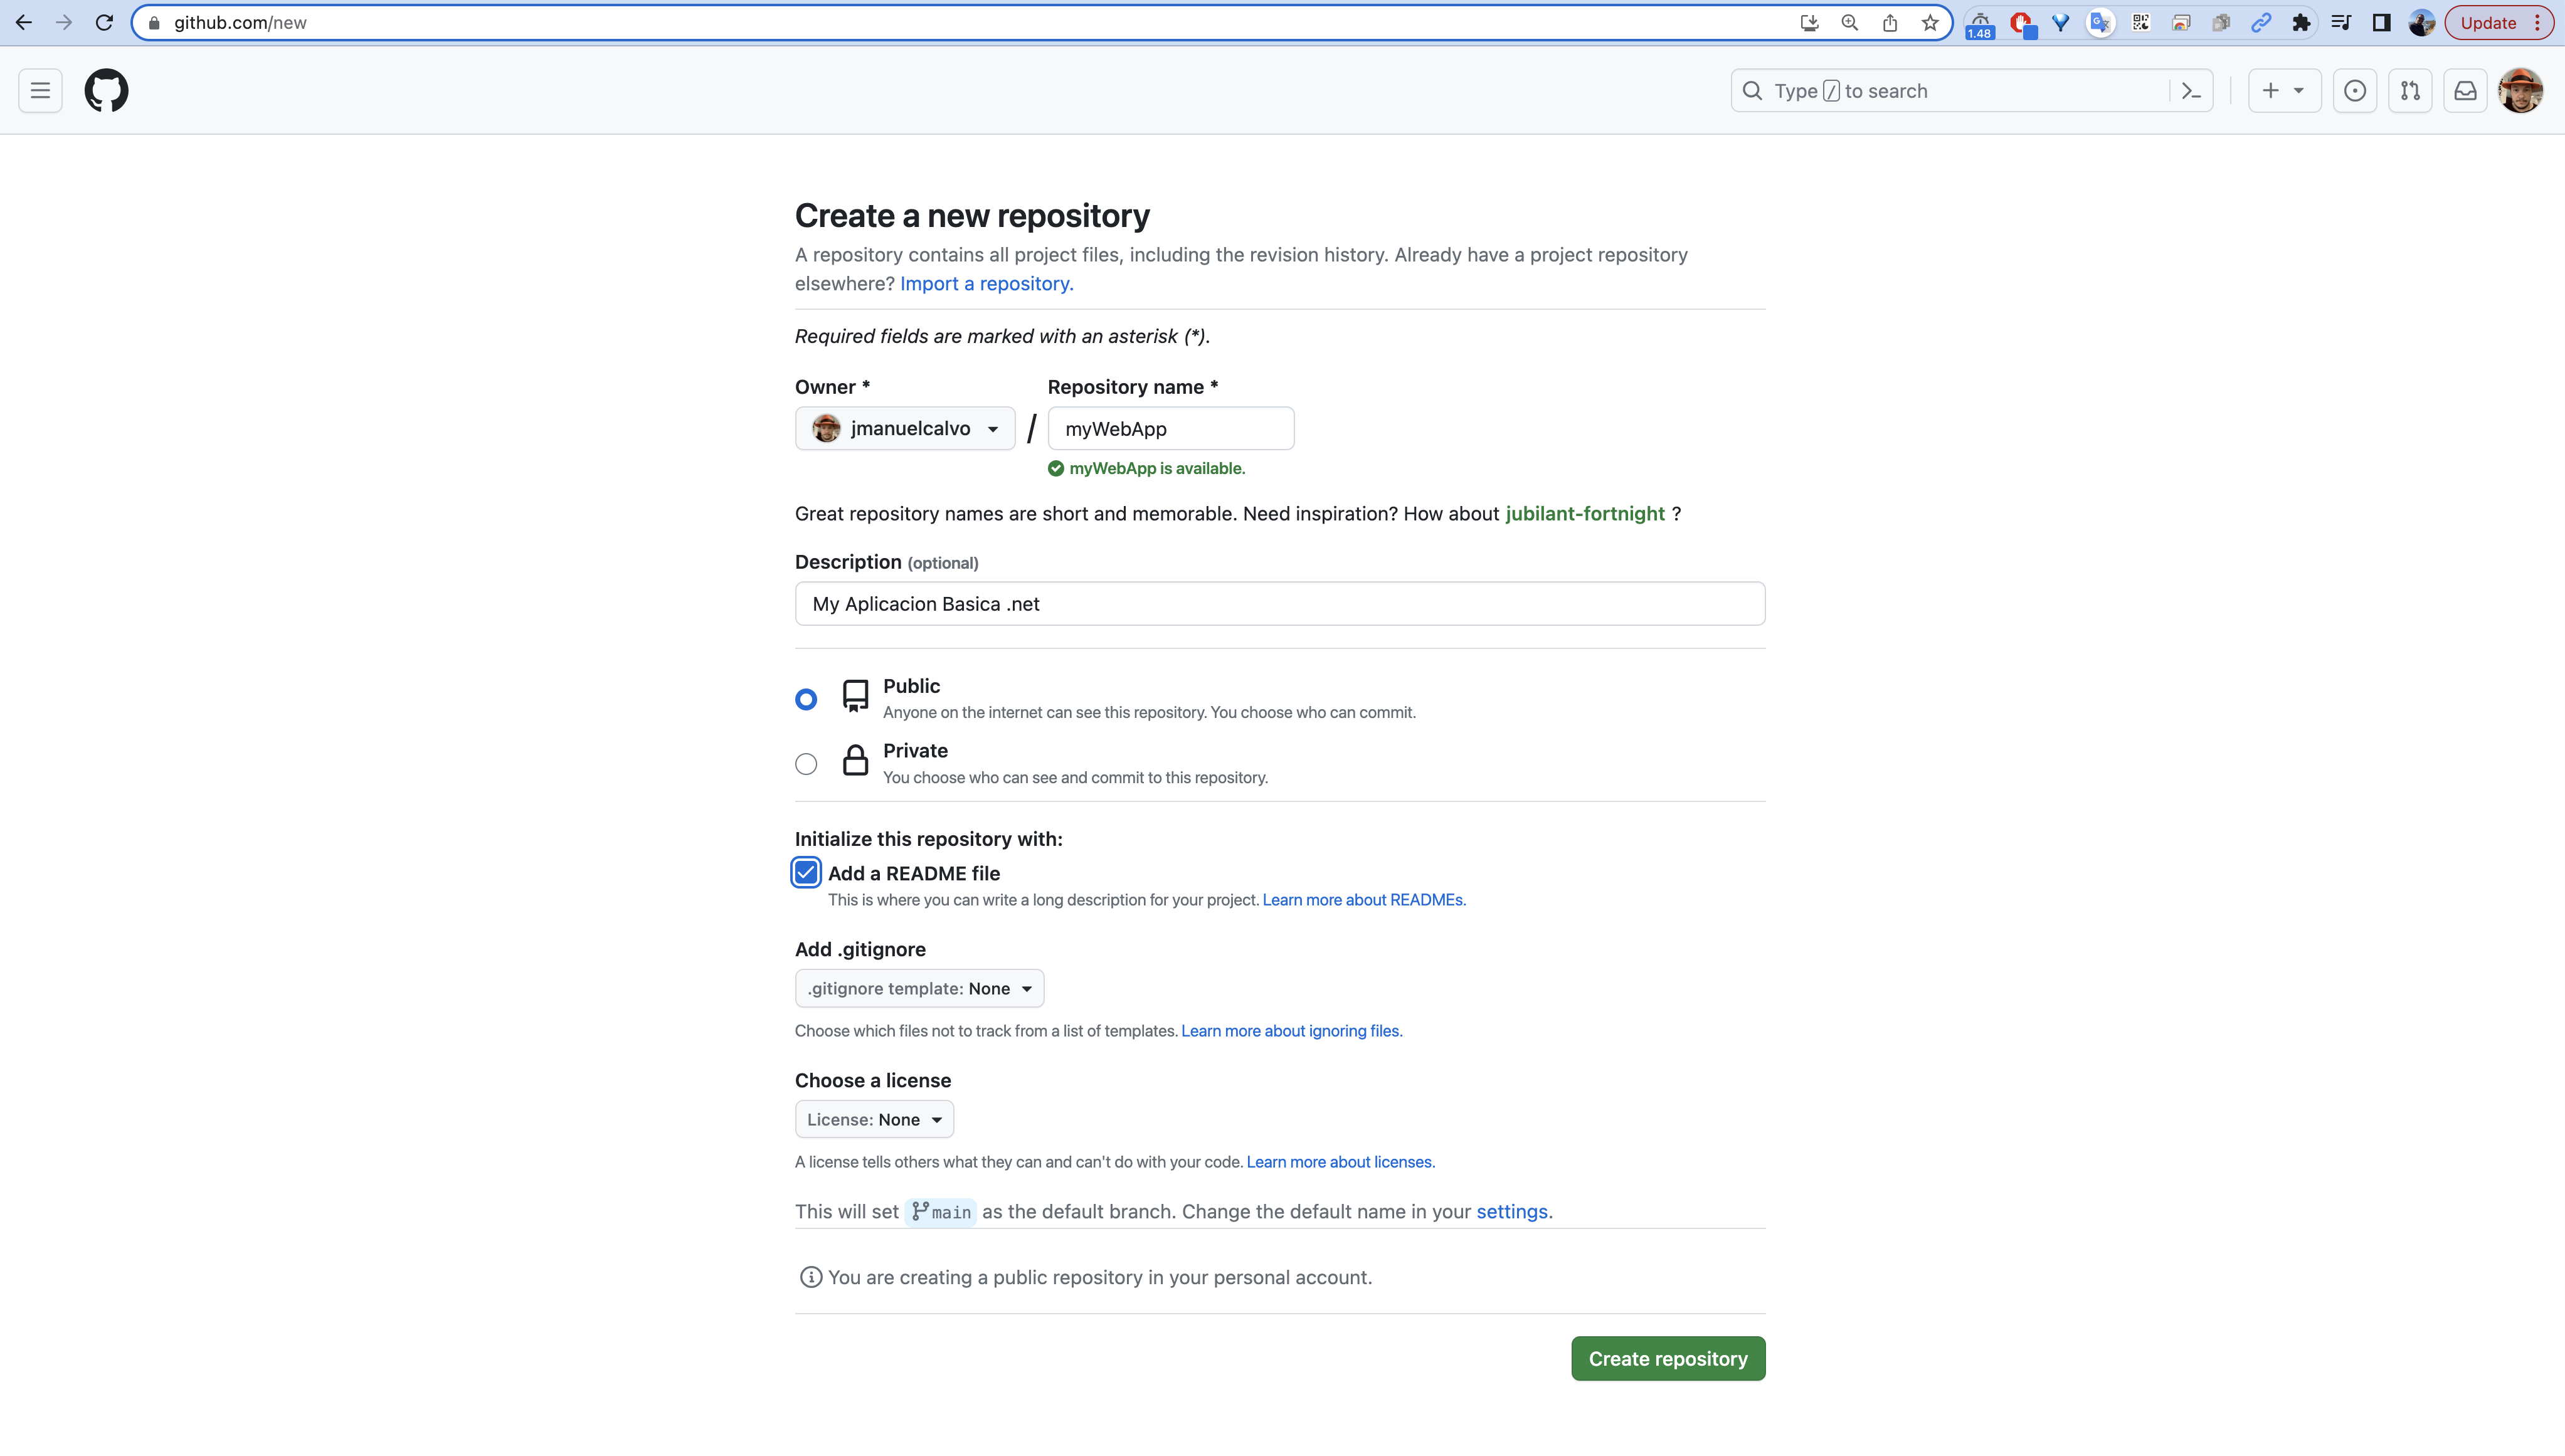 github.com/new
1.48
Update
Type / to search
Create a new repository
A repository contains all project files, including the revision history. Already have a project repository
elsewhere? Import a repository.
Required fields are marked with an asterisk (*).
Owner *
Repository name *
jmanuelcalvo
/
myWebApp
myWebApp is available.
Great repository names are short and memorable. Need inspiration? How about jubilant-fortnight ?
Description (optional)
My Aplicacion Basica .net
Public
Anyone on the internet can see this repository. You choose who can commit.
Private
You choose who can see and commit to this repository.
Initialize this repository with:
Add a README file
This is where you can write a long description for your project. Learn more about READMEs.
Add .gitignore
.gitignore template: None
Choose which files not to track from a list of templates. Learn more about ignoring files.
Choose a license
License: None
A license tells others what they can and can't do with your code. Learn more about licenses.
This will set main as the default branch. Change the default name in your settings.
You are creating a public repository in your personal account.
Create repository